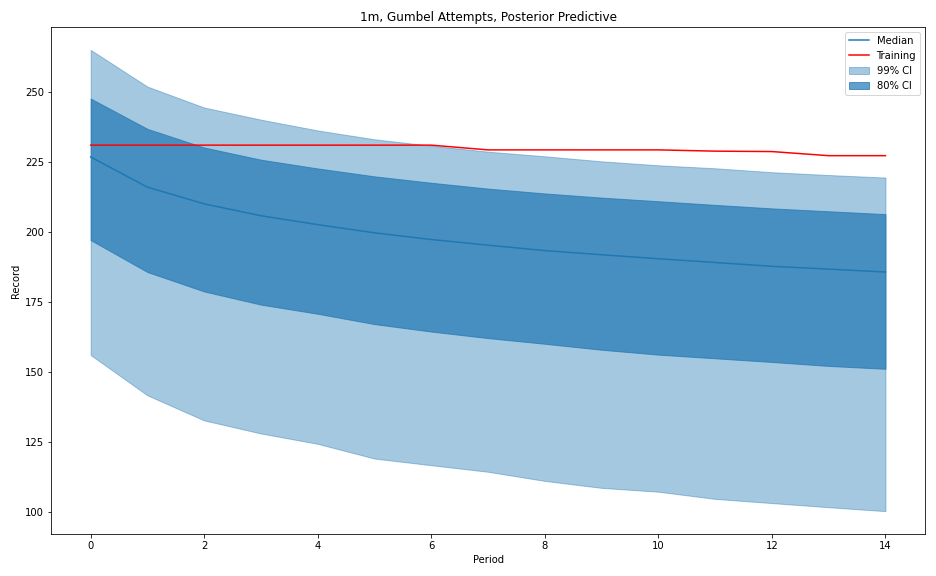 1m, Gumbel Attempts, Posterior Predictive
Median
Training
99% CI
80% CI
250
225
200
175
150
125
100
Record
0 2 4 6 8 10 12 14
Period